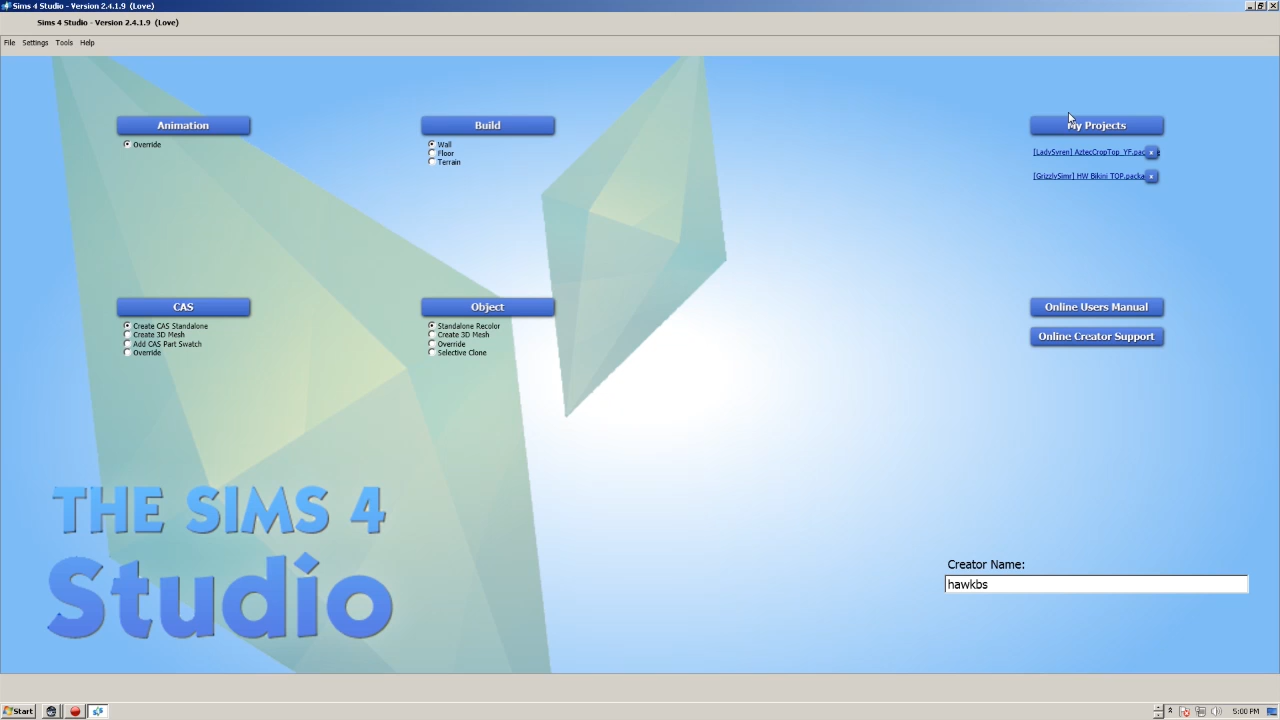 Sims 4 Studio - Version 2.4.1.9  (Love)
Sims 4 Studio - Version 2.4.1.9  (Love)
File Settings Tools Help
Animation
Override
Build
Wall
Floor
Terrain
My Projects
[LadySyren] AztecCropTop_YF.pac
[GrizzlySimr] HW Bikini TOP.packa
CAS
Create CAS Standalone
Create 3D Mesh
Add CAS Part Swatch
Override
Object
Standalone Recolor
Create 3D Mesh
Override
Selective Clone
Online Users Manual
Online Creator Support
THE SIMS 4
Studio
Creator Name:
hawkbs
Start
5:00 PM